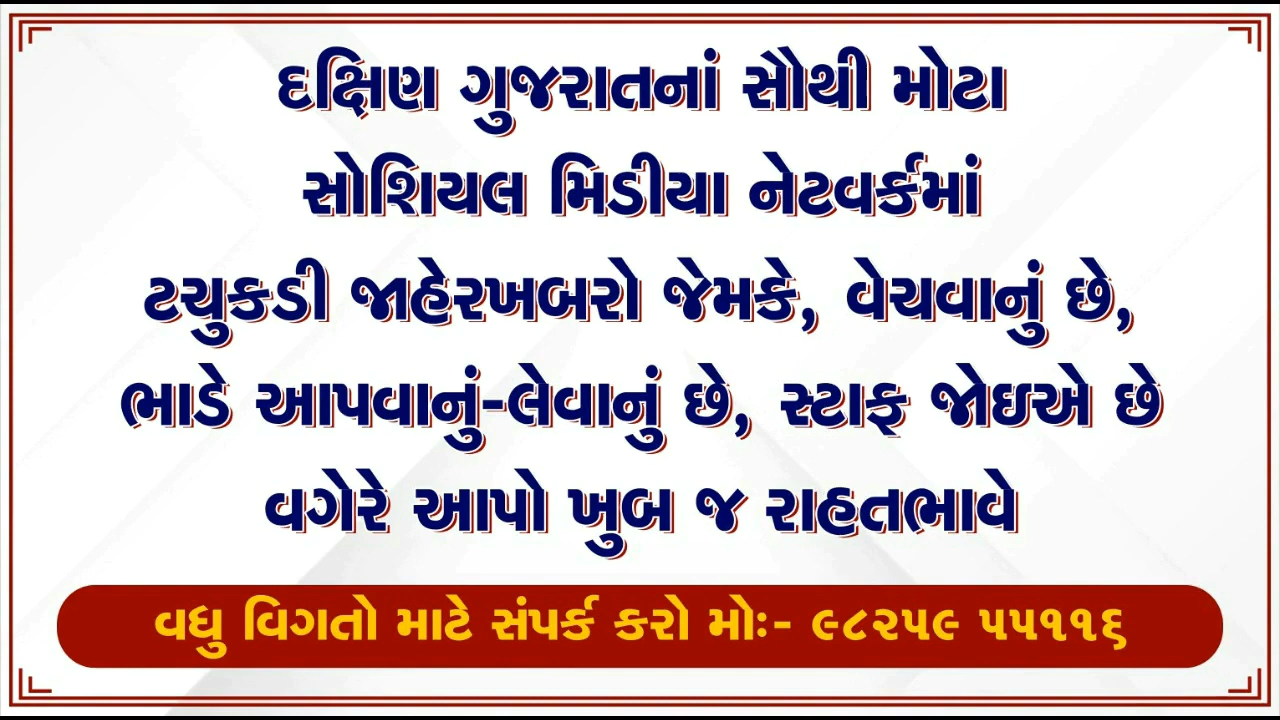 દક્ષિણ ગુજરાતનાં સૌથી મોટા
સોશિયલ મિડીયા નેટવર્કમાં
ટચુકડી જાહેરખબરો જેમકે, વેચવાનું છે,
ભાડે આપવાનું-લેવાનું છે, સ્ટાફ જોઇએ છે
વગેરે આપો ખુબ જ રાહતભાવે
વધુ વિગતો માટે સંપર્ક કરો મોઃ- ૯૮૨૫૯ ૫૫૧૧૬